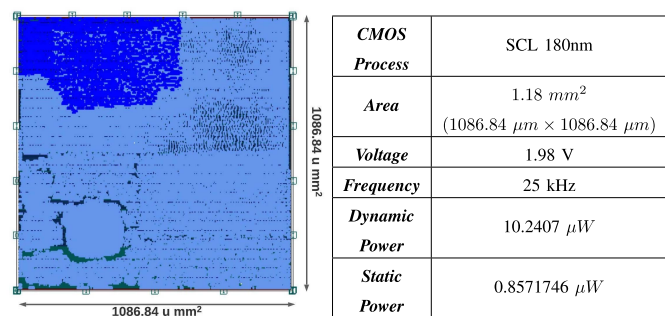 1086.84 u mm²
1086.84 u mm²
CMOS Process
SCL 180nm
Area
1.18 mm²
(1086.84 μm × 1086.84 μm)
Voltage
1.98 V
Frequency
25 kHz
Dynamic Power
10.2407 μW
Static Power
0.8571746 μW